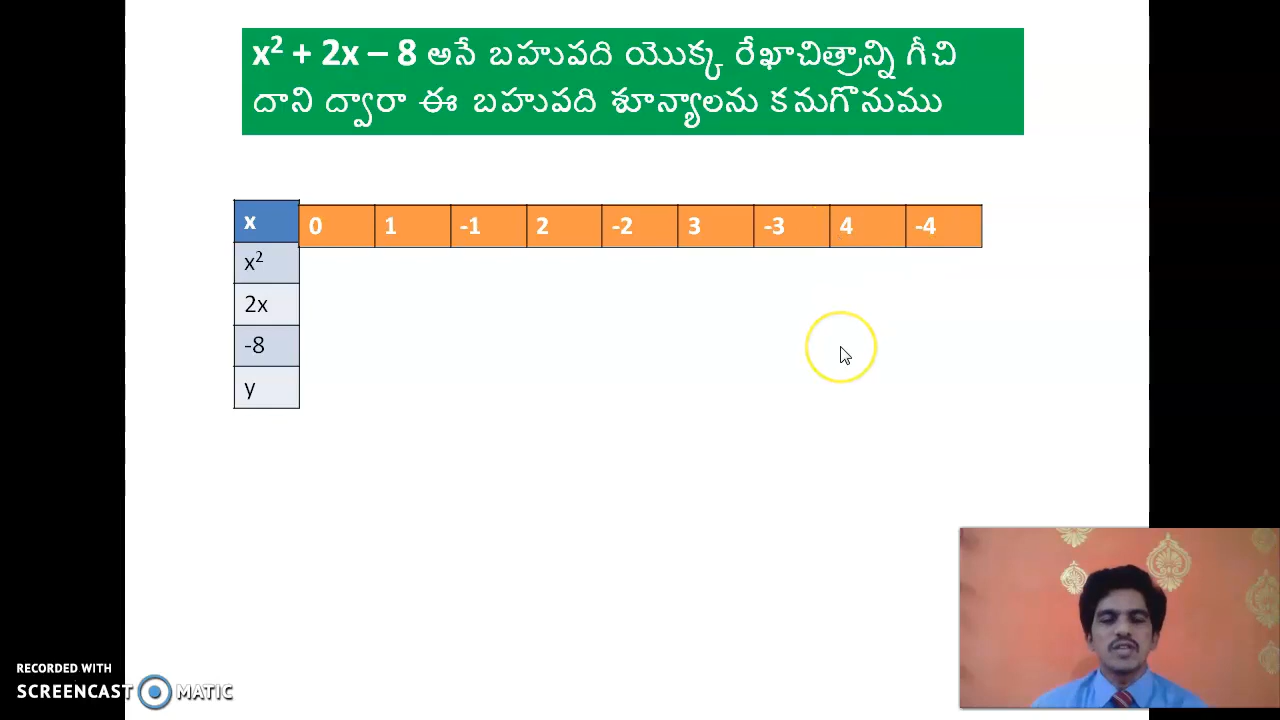 x² + 2x – 8 అనే బహుపది యొక్క రేఖాచిత్రాన్ని గీచి
దాని ద్వారా ఈ బహుపది శూన్యాలను కనుగొనుము
x 0 1 -1 2 -2 3 -3 4 -4
x²
2x
-8
y
RECORDED WITH
SCREENCAST MATIC